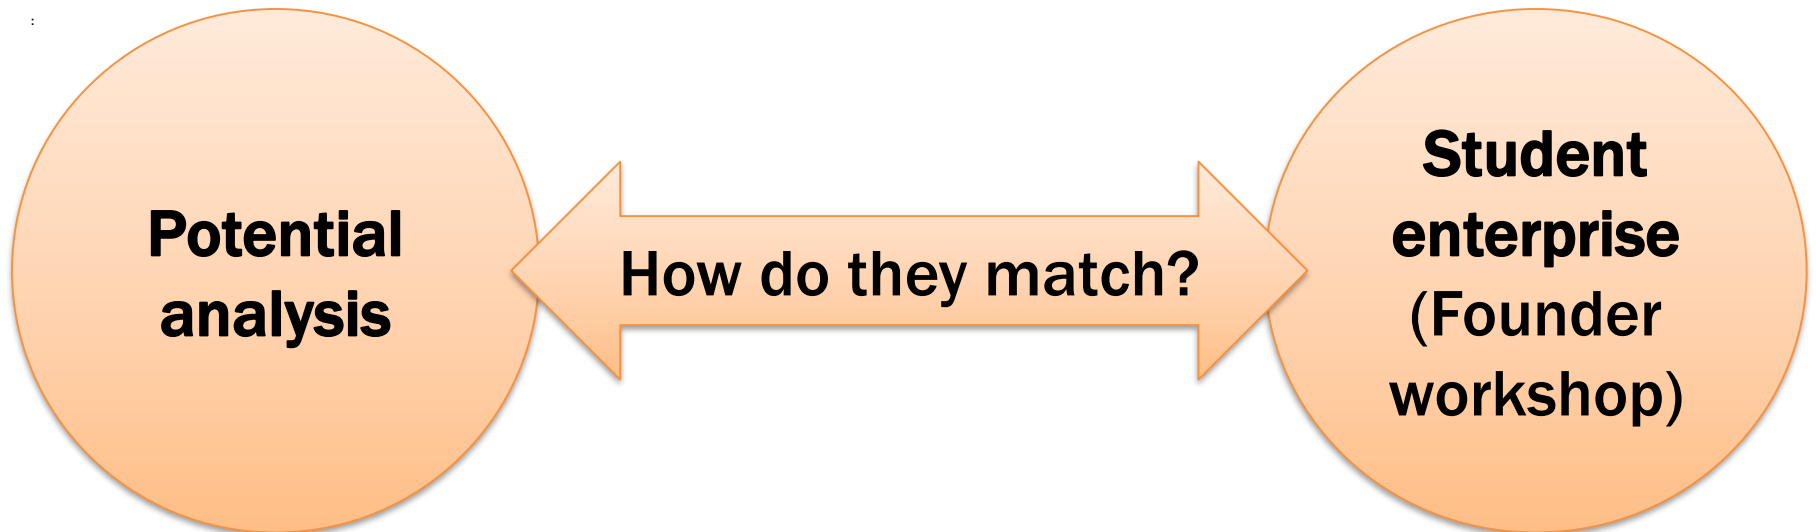 :
Potential
analysis
How do they match?
Student
enterprise
(Founder
workshop)